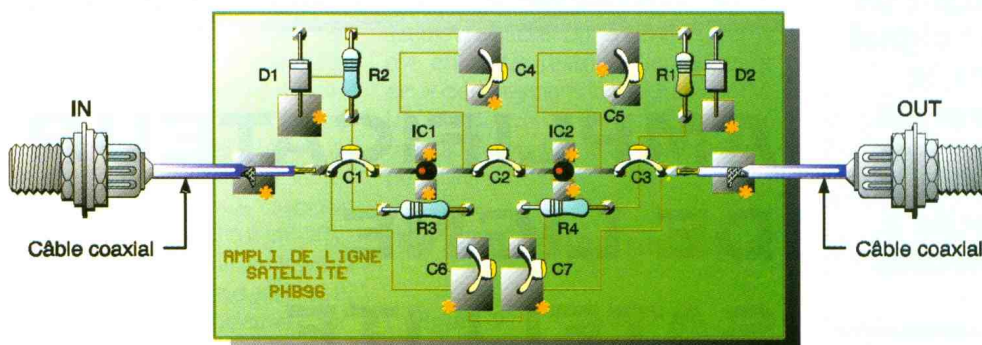 IN
OUT
D1
R2
C4
C5
R1
D2
IC1
IC2
C1
C2
C3
R3
R4
C6
C7
Câble coaxial
Câble coaxial
AMPLI DE LIGNE
SATELLITE
PHB96